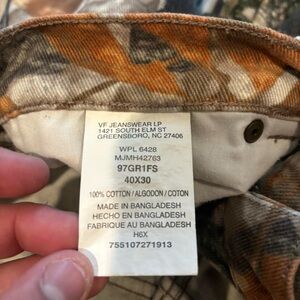 VF JEANSWEAR LP
1421 SOUTH ELM ST
GREENSBORO, NC 27406
WPL 6428
MJMH42763
97GR1FS
40X30
100% COTTON / ALGODON / COTON
MADE IN BANGLADESH
HECHO EN BANGLADESH
FABRIQUE AU BANGLADESH
H6X
755107271913